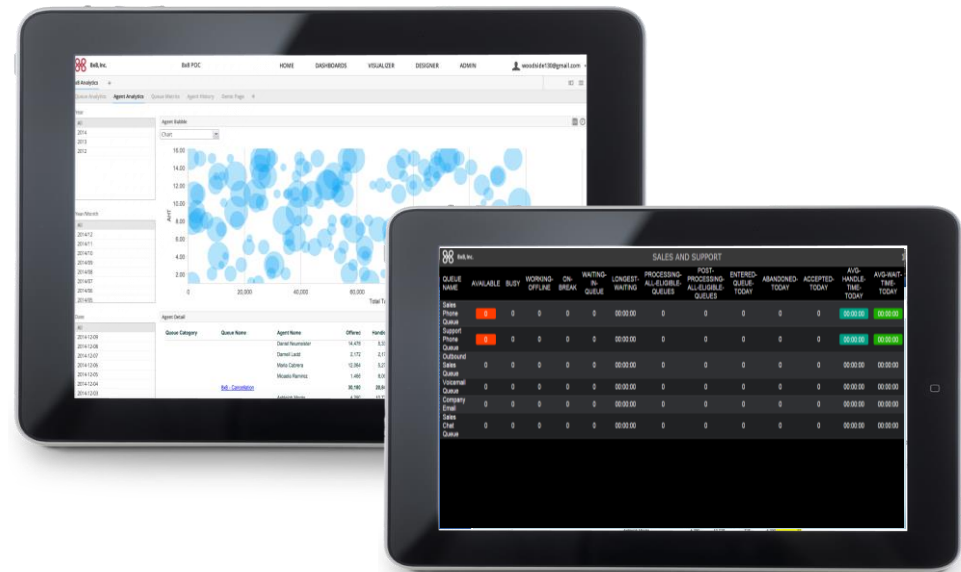 8x8, Inc. 8x8 POC HOME DASHBOARDS VISUALIZER DESIGNER ADMIN woodside130@gmail.com
Analytics +
Queue Analytics Agent Analytics Queue Metrics Agent History Game Page +
Year
All
2014
2013
2012
Agent Bubble
Chart
16.00
14.00
12.00
10.00
8.00
6.00
4.00
2.00
AHT
0 20,000 40,000 60,000
Total
Year/Month
All
2014/12
2014/11
2014/10
2014/09
2014/08
2014/07
2014/06
2014/05
Date
All
2014-12-09
2014-12-08
2014-12-07
2014-12-06
2014-12-05
2014-12-04
2014-12-03
Agent Detail
Queue Category Queue Name Agent Name Offered
Daniel
Darnell Ladd 2,172
Maria Cabrera 12,564
Micaela Ramirez 1,468
8x8 - Cancellation 30,180
8x8, Inc. SALES AND SUPPORT
QUEUE NAME AVAILABLE BUSY WORKING-OFFLINE ON-BREAK WAITING-IN-QUEUE LONGEST-WAITING PROCESSING-ALL-ELIGIBLE-QUEUES POST-PROCESSING-ALL-ELIGIBLE-QUEUES ENTERED-QUEUE-TODAY ABANDONED-TODAY ACCEPTED-TODAY AVG-HANDLE-TIME-TODAY AVG-WAIT-TIME-TODAY
Sales Phone Queue 0 0 0 0 0 00:00:00 0 0 0 0 0 00:00:00 00:00:00
Support Phone Queue 0 0 0 0 0 00:00:00 0 0 0 0 0 00:00:00 00:00:00
Outbound Sales Queue 0 0 0 0 0 00:00:00 0 0 0 0 0 00:00:00 00:00:00
Voicemail Queue 0 0 0 0 0 00:00:00 0 0 0 0 0 00:00:00 00:00:00
Company Email 0 0 0 0 0 00:00:00 0 0 0 0 0 00:00:00 00:00:00
Sales Chat Queue 0 0 0 0 0 00:00:00 0 0 0 0 0 00:00:00 00:00:00